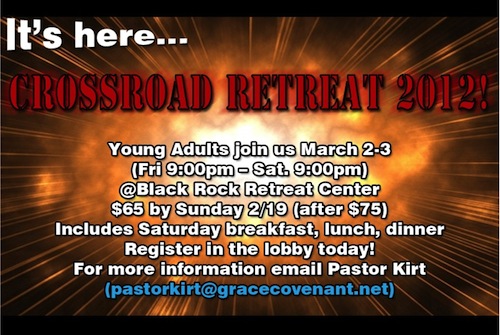 It's here...
CROSSROAD RETREAT 2012!
Young Adults join us March 2-3
(Fri 9:00pm – Sat. 9:00pm)
@Black Rock Retreat Center
$65 by Sunday 2/19 (after $75)
Includes Saturday breakfast, lunch, dinner
Register in the lobby today!
For more information email Pastor Kirt
(pastorkirt@gracecovenant.net)